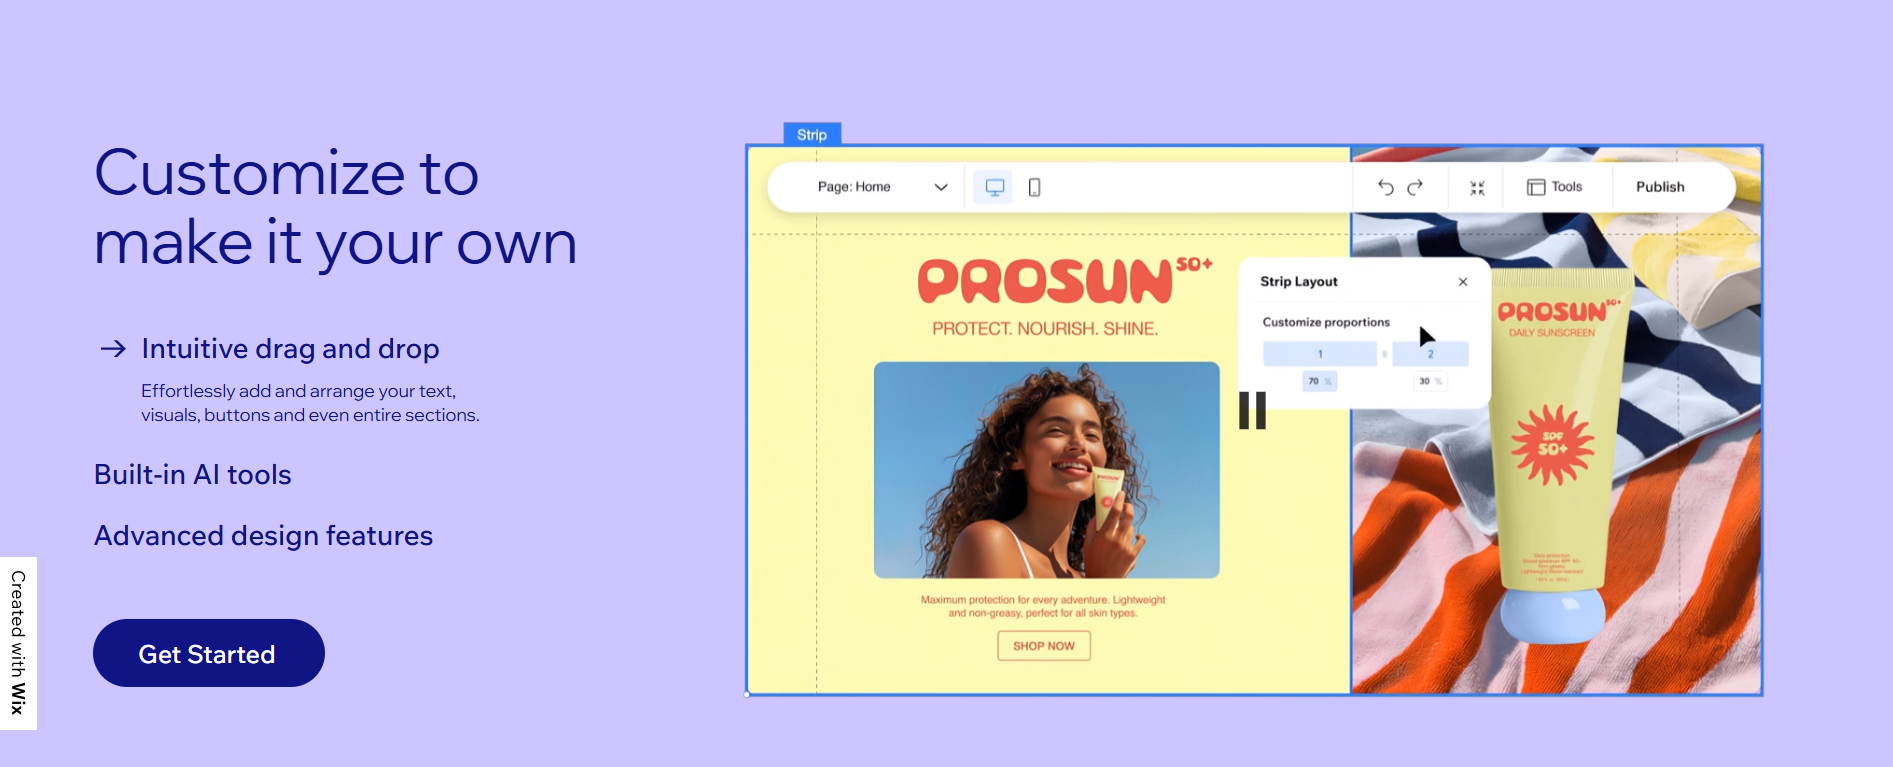 Customize to
make it your own
Intuitive drag and drop
Effortlessly add and arrange your text,
visuals, buttons and even entire sections.
Built-in AI tools
Advanced design features
Get Started
Created with Wix
Strip
Page: Home
Tools
Publish
PROSUN 50+
PROTECT. NOURISH. SHINE.
Maximum protection for every adventure. Lightweight
and non-greasy, perfect for all skin types.
SHOP NOW
Strip Layout
Customize proportions
1
2
70 %
30 %
PROSUN 50+
DAILY SUNSCREEN
SPF
50+